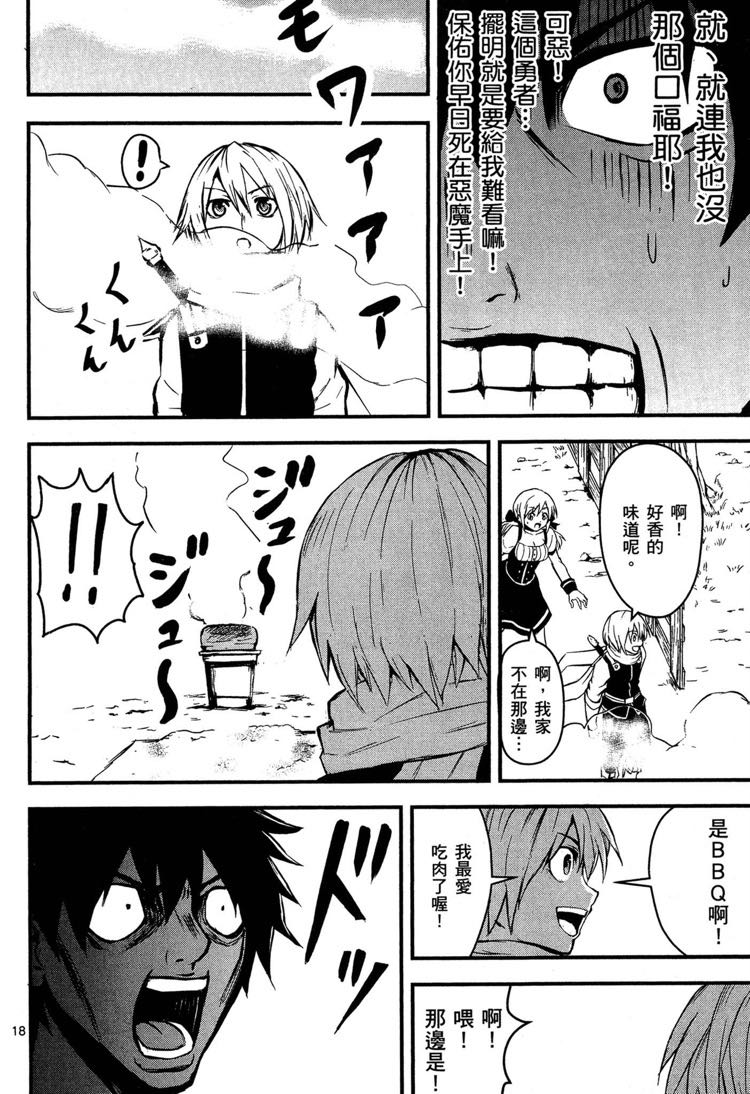 就、就連我也沒
那個口福耶！
可惡！
這個勇者…
擺明就是要給我難看嘛！
保佑你早日死在惡魔手上！
モワァァァァ
！
くん
くん
啊！
好香的
味道呢。
啊，我家
不在那邊…
ジュ～
ジュ～
！！
是BBQ啊！
我最愛
吃肉了喔！
啊！
喂！
那邊是！
ドッ
18